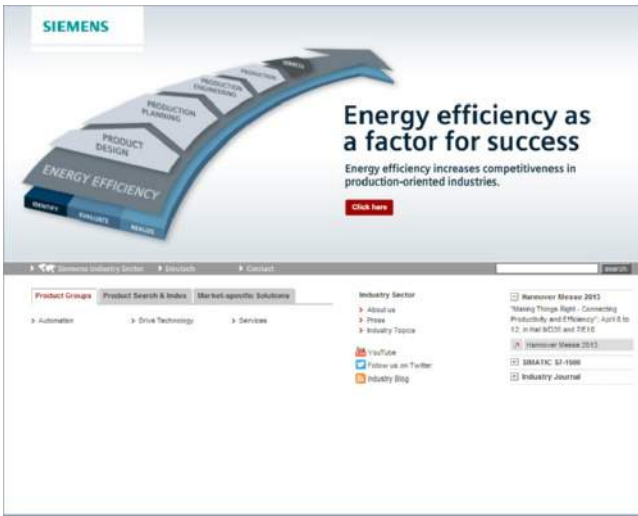 SIEMENS
SERVICES
PRODUCTION
PRODUCTION
ENGINEERING
PRODUCTION
PLANNING
PRODUCT
DESIGN
ENERGY EFFICIENCY
IDENTIFY
EVALUATE
REALIZE
Energy efficiency as
a factor for success
Energy efficiency increases competitiveness in
production-oriented industries.
Click here
Siemens Industry Sector Deutsch Contact search
Product Groups Product Search & Index Market-specific Solutions
Automation Drive Technology Services
Industry Sector
About us
Press
Industry Topics
YouTube
Follow us on Twitter
Industry Blog
Hannover Messe 2013
"Making Things Right - Connecting
Productivity and Efficiency": April 8 to
12, in Hall 9/D35 and 7/E10
Hannover Messe 2013
SIMATIC S7-1500
Industry Journal